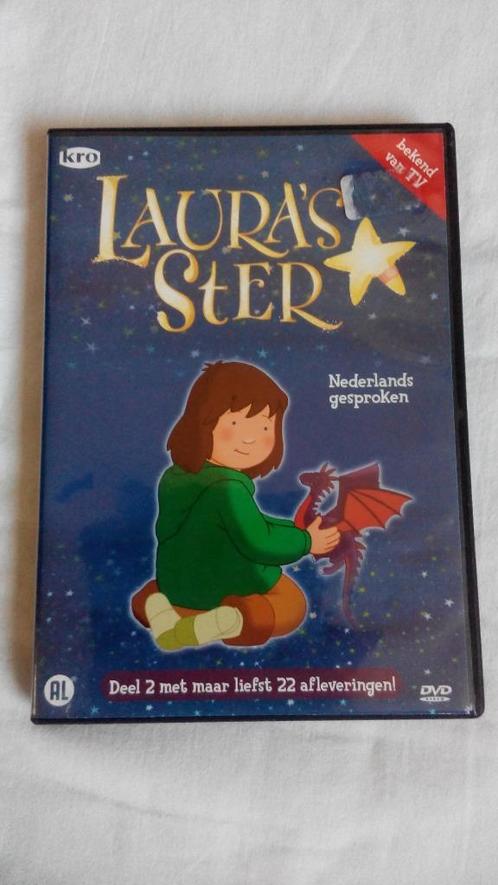 kro
bekend
van TV
LAURA'S
STER
Nederlands
gesproken
AL
Deel 2 met maar liefst 22 afleveringen!
DVD
VIDEO